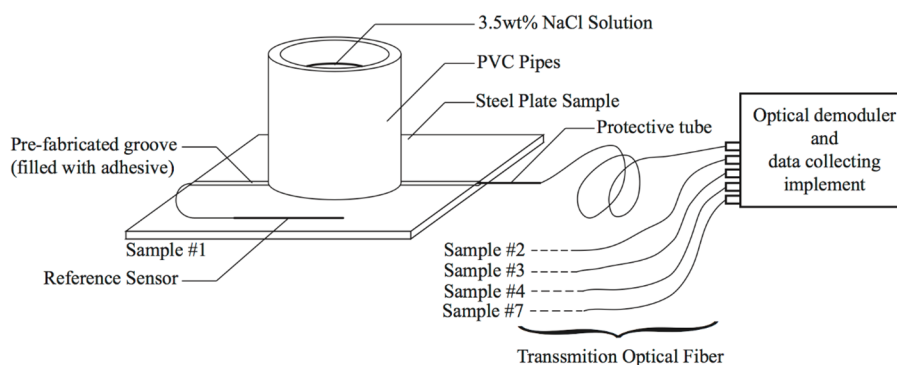 3.5wt% NaCl Solution
PVC Pipes
Steel Plate Sample
Protective tube
Pre-fabricated groove
(filled with adhesive)
Optical demoduler
and
data collecting
implement
Sample #1
Reference Sensor
Sample #2
Sample #3
Sample #4
Sample #7
Transsmition Optical Fiber